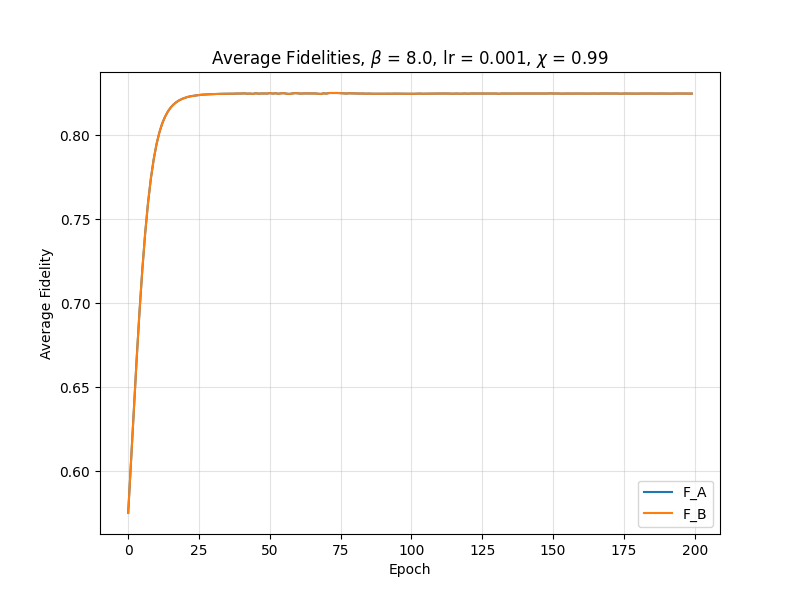 Average Fidelities, β = 8.0, lr = 0.001, χ = 0.99
Average Fidelity
0.80
0.75
0.70
0.65
0.60
0 25 50 75 100 125 150 175 200
Epoch
F_A
F_B